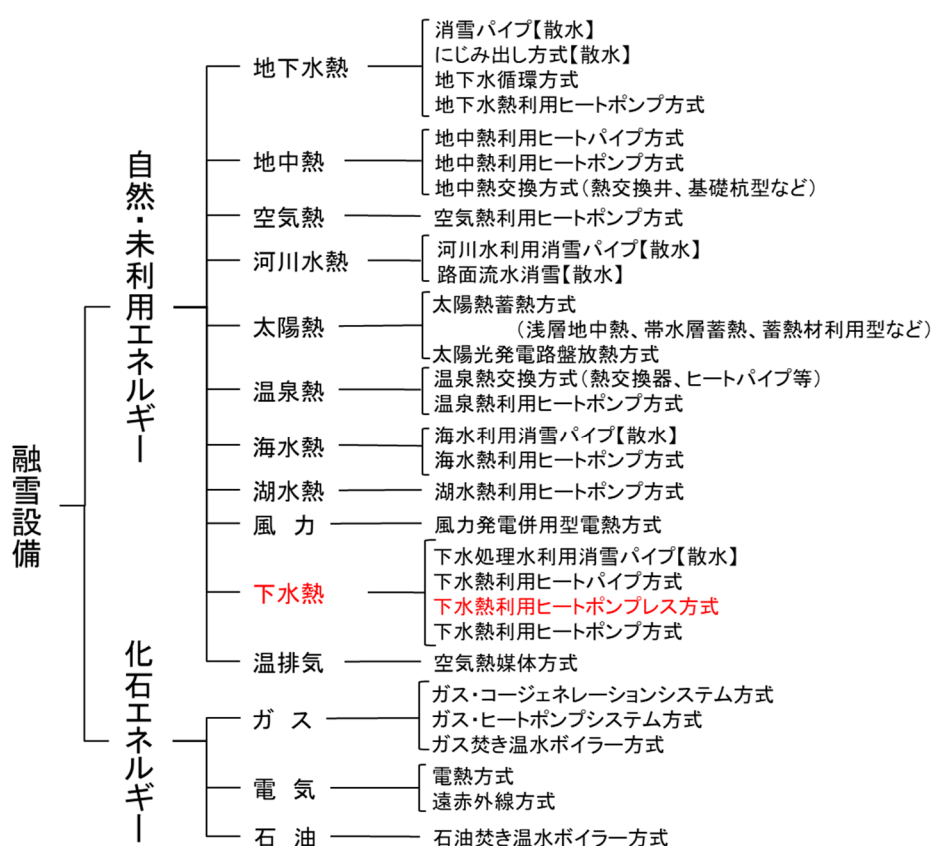 融雪設備
自然・未利用エネルギー
地下水熱
消雪パイプ【散水】
にじみ出し方式【散水】
地下水循環方式
地下水熱利用ヒートポンプ方式
地中熱
地中熱利用ヒートパイプ方式
地中熱利用ヒートポンプ方式
地中熱交換方式（熱交換井、基礎杭型など）
空気熱
空気熱利用ヒートポンプ方式
河川水熱
河川水利用消雪パイプ【散水】
路面流水消雪【散水】
太陽熱
太陽熱蓄熱方式
（浅層地中熱、帯水層蓄熱、蓄熱材利用型など）
太陽光発電路盤放熱方式
温泉熱
温泉熱交換方式（熱交換器、ヒートパイプ等）
温泉熱利用ヒートポンプ方式
海水熱
海水利用消雪パイプ【散水】
海水熱利用ヒートポンプ方式
湖水熱
湖水熱利用ヒートポンプ方式
風 力
風力発電併用型電熱方式
下水熱
下水処理水利用消雪パイプ【散水】
下水熱利用ヒートパイプ方式
下水熱利用ヒートポンプレス方式
下水熱利用ヒートポンプ方式
温排気
空気熱媒体方式
化石エネルギー
ガ ス
ガス・コージェネレーションシステム方式
ガス・ヒートポンプシステム方式
ガス焚き温水ボイラー方式
電 気
電熱方式
遠赤外線方式
石 油
石油焚き温水ボイラー方式